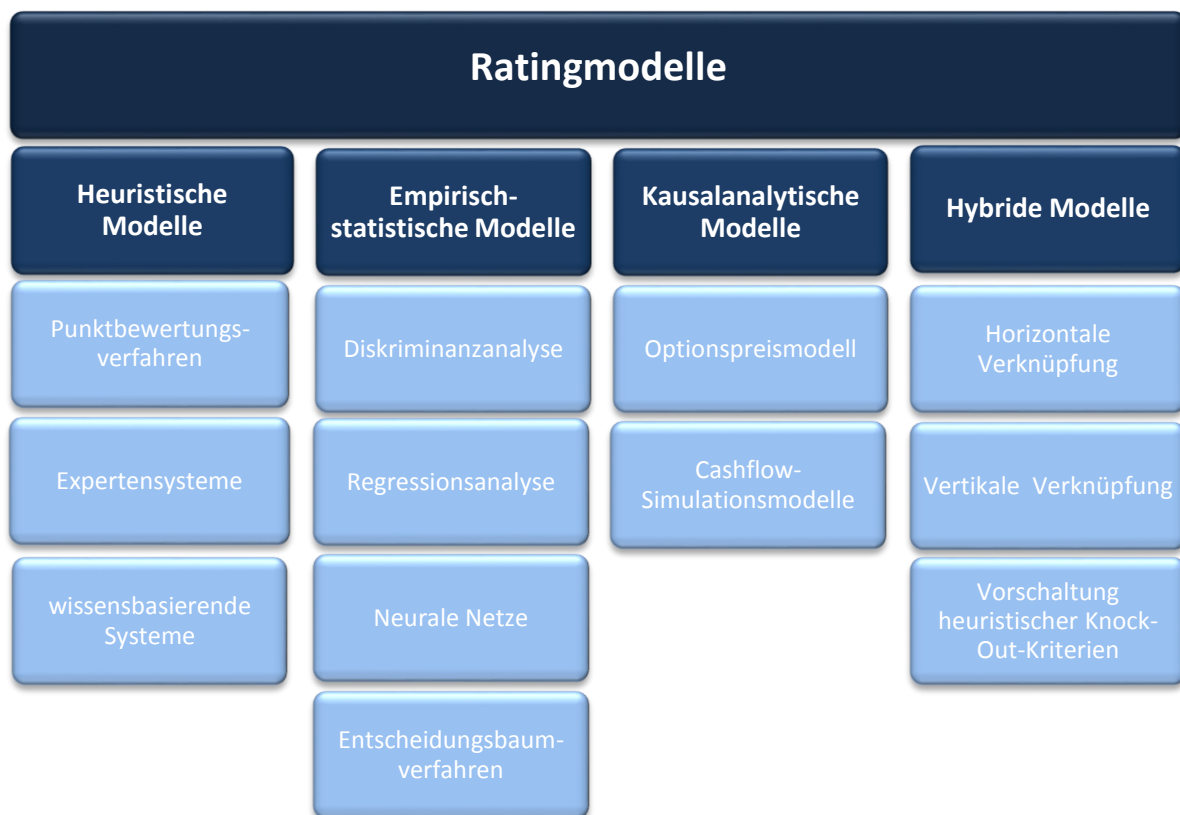 Ratingmodelle
Heuristische
Modelle
Punktbewertungs-
verfahren
Expertensysteme
wissensbasierende
Systeme
Empirisch-
statistische Modelle
Diskriminanzanalyse
Regressionsanalyse
Neurale Netze
Entscheidungsbaum-
verfahren
Kausalanalytische
Modelle
Optionspreismodell
Cashflow-
Simulationsmodelle
Hybride Modelle
Horizontale
Verknüpfung
Vertikale Verknüpfung
Vorschaltung
heuristischer Knock-
Out-Kriterien